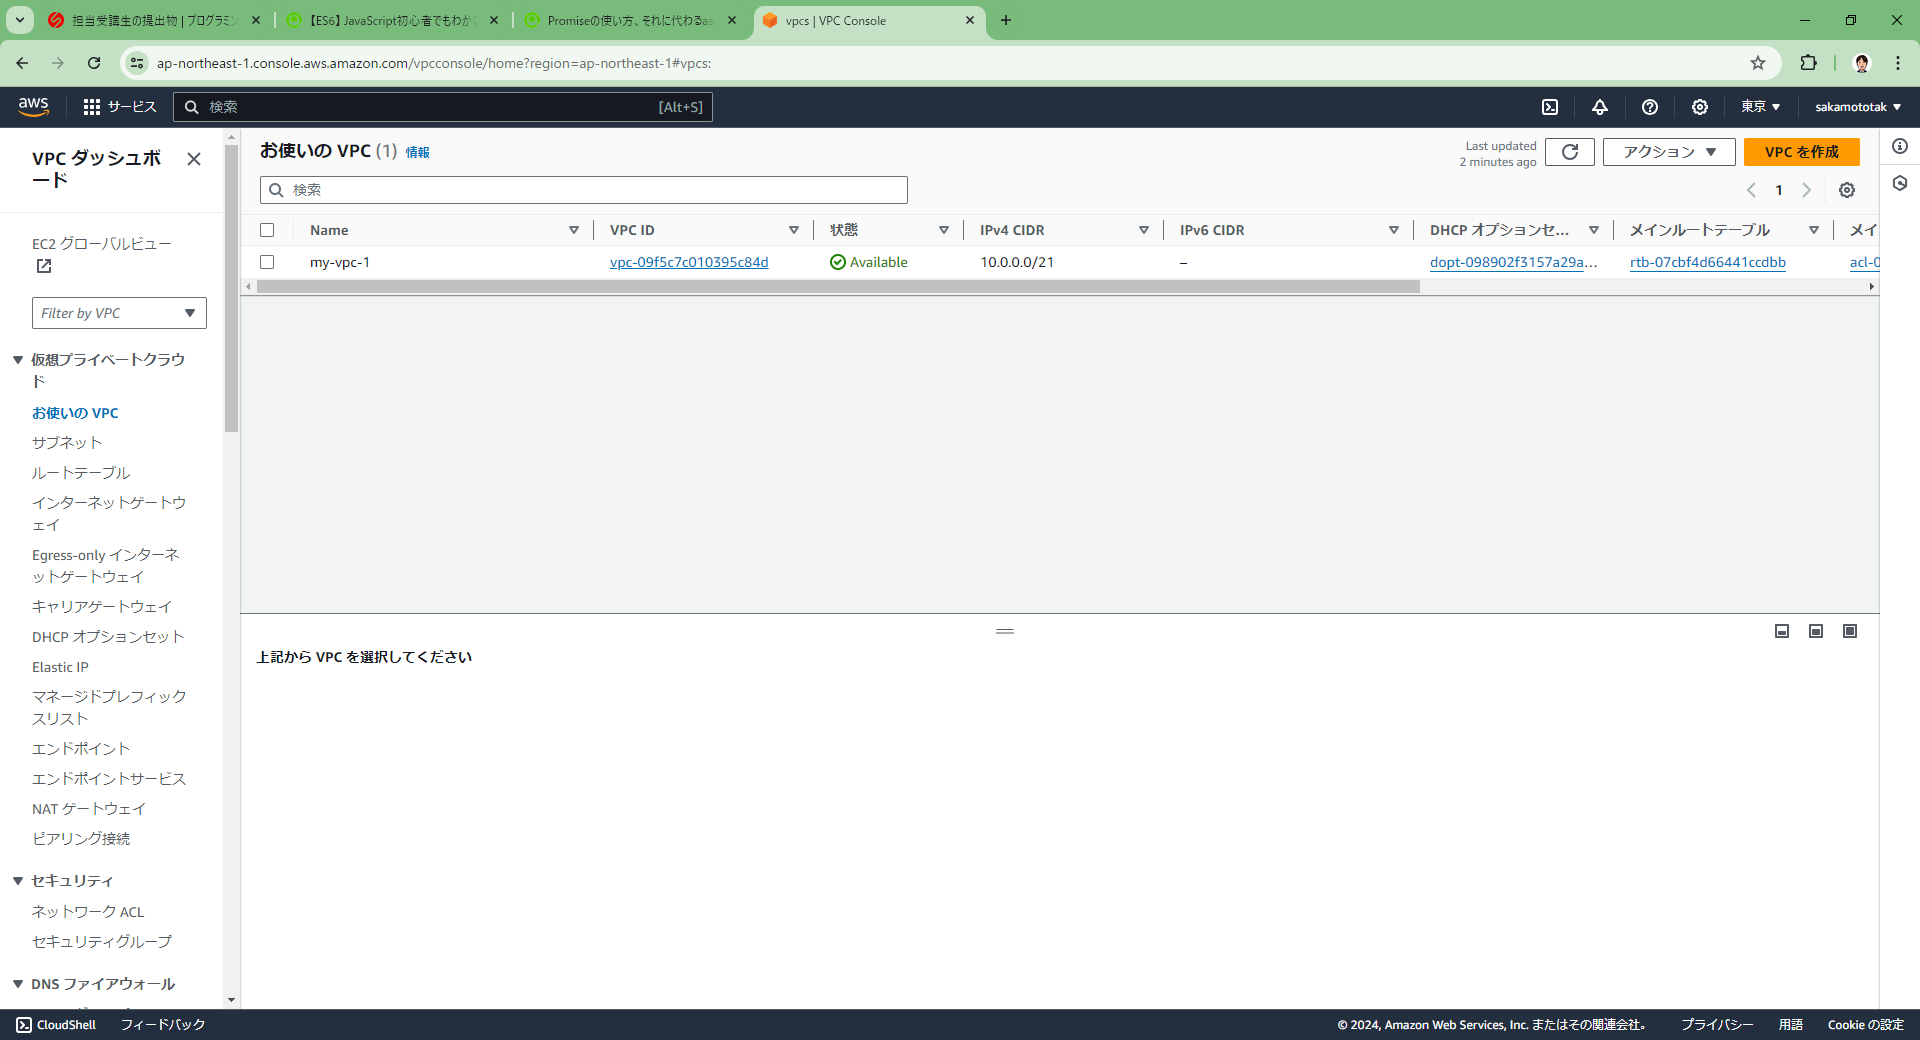 担当受講生の提出物 | プログラミン
【ES6】JavaScript初心者でもわかる
Promiseの使い方、それに代わるas
vpcs | VPC Console
ap-northeast-1.console.aws.amazon.com/vpcconsole/home?region=ap-northeast-1#vpcs:
aws
サービス
検索
[Alt+S]
東京
sakamototak
VPC ダッシュボ
ード
EC2 グローバルビュー
Filter by VPC
仮想プライベートクラウ
ド
お使いの VPC
サブネット
ルートテーブル
インターネットゲートウ
ェイ
Egress-only インターネ
ットゲートウェイ
キャリアゲートウェイ
DHCP オプションセット
Elastic IP
マネージドプレフィック
スリスト
エンドポイント
エンドポイントサービス
NAT ゲートウェイ
ピアリング接続
セキュリティ
ネットワーク ACL
セキュリティグループ
DNS ファイアウォール
お使いの VPC (1) 情報
Last updated
2 minutes ago
アクション
VPC を作成
検索
1
Name VPC ID 状態 IPv4 CIDR IPv6 CIDR DHCP オプションセ... メインルートテーブル メイ
my-vpc-1 vpc-09f5c7c010395c84d Available 10.0.0.0/21 – dopt-098902f3157a29a... rtb-07cbf4d66441ccdbb acl-0
上記から VPC を選択してください
CloudShell フィードバック
© 2024, Amazon Web Services, Inc. またはその関連会社。 プライバシー 用語 Cookie の設定